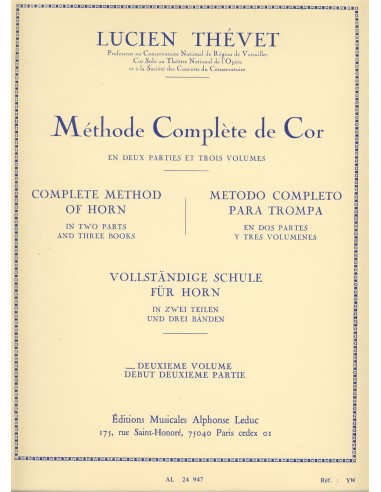 LUCIEN THÉVET
Professeur au Conservatoire National de Région de Versailles
Cor Solo au Théâtre National de l'Opéra
et à la Société des Concerts du Conservatoire
Méthode Complète de Cor
EN DEUX PARTIES ET TROIS VOLUMES
COMPLETE METHOD
OF HORN
IN TWO PARTS
AND THREE BOOKS
METODO COMPLETO
PARA TROMPA
EN DOS PARTES
Y TRES VOLUMENES
VOLLSTÄNDIGE SCHULE
FÜR HORN
IN ZWEI TEILEN
UND DREI BÄNDEN
DEUXIEME VOLUME
DEBUT DEUXIEME PARTIE
Éditions Musicales Alphonse Leduc
175, rue Saint-Honoré, 75040 Paris cedex 01
AL 24 947
Réf. : YW